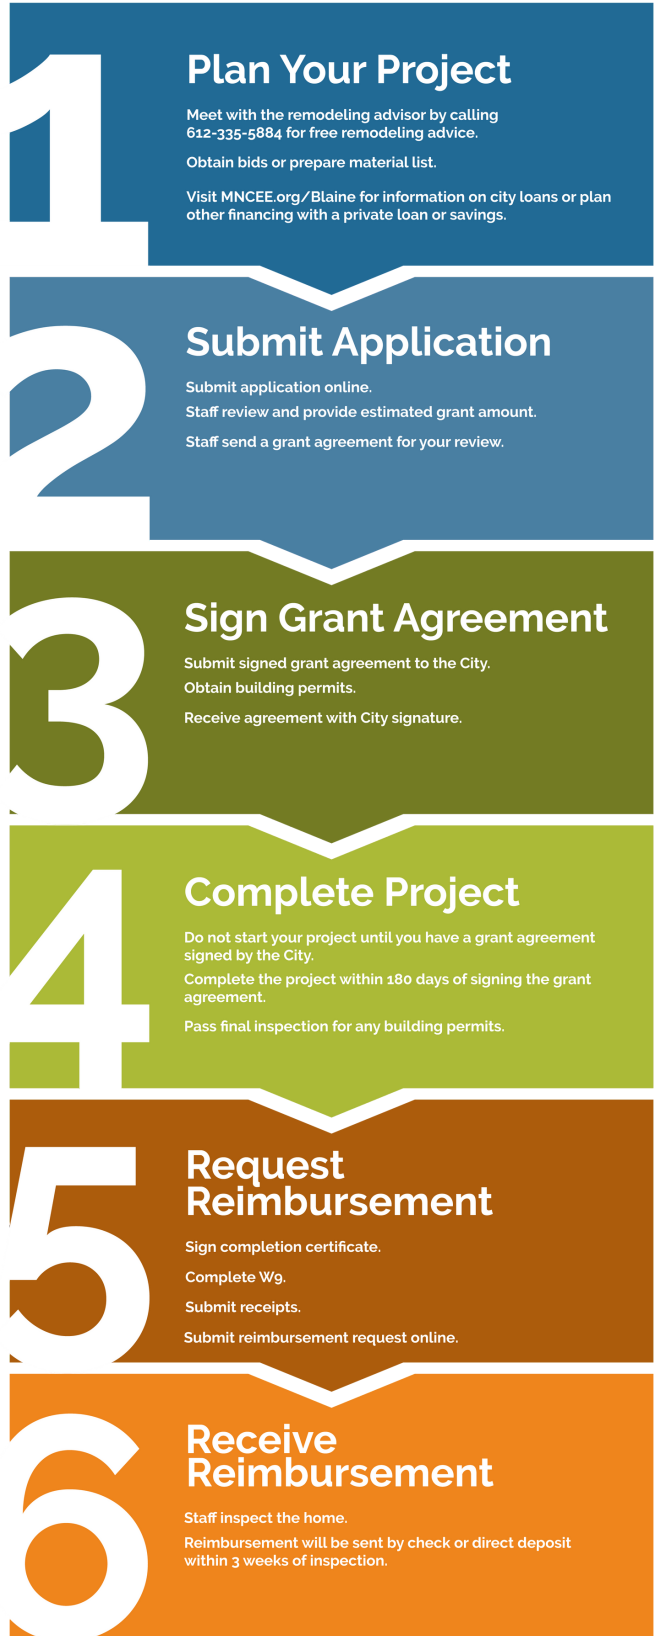 1
Plan Your Project
Meet with the remodeling advisor by calling
612-335-5884 for free remodeling advice.
Obtain bids or prepare material list.
Visit MNCEE.org/Blaine for information on city loans or plan
other financing with a private loan or savings.
2
Submit Application
Submit application online.
Staff review and provide estimated grant amount.
Staff send a grant agreement for your review.
3
Sign Grant Agreement
Submit signed grant agreement to the City.
Obtain building permits.
Receive agreement with City signature.
4
Complete Project
Do not start your project until you have a grant agreement
signed by the City.
Complete the project within 180 days of signing the grant
agreement.
Pass final inspection for any building permits.
5
Request
Reimbursement
Sign completion certificate.
Complete W9.
Submit receipts.
Submit reimbursement request online.
6
Receive
Reimbursement
Staff inspect the home.
Reimbursement will be sent by check or direct deposit
within 3 weeks of inspection.